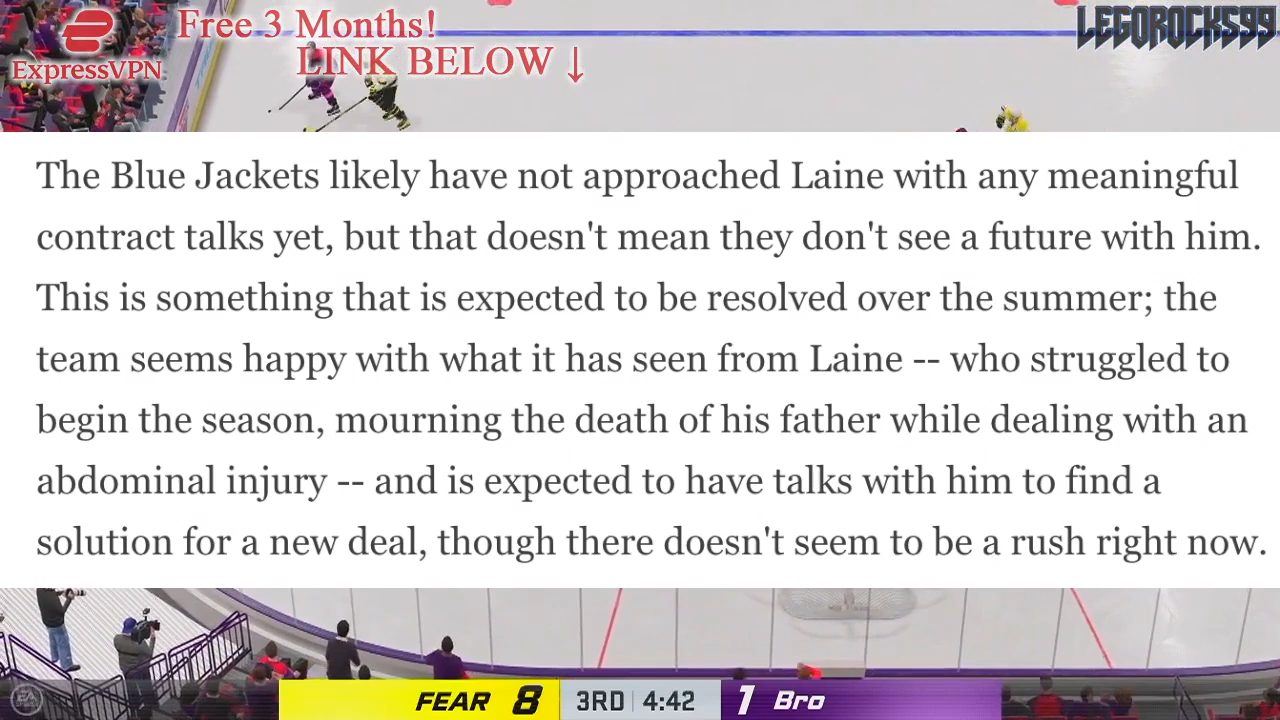 Free 3 Months!
LEGOROCKS99
ExpressVPN
LINK BELOW ↓
The Blue Jackets likely have not approached Laine with any meaningful
contract talks yet, but that doesn't mean they don't see a future with him.
This is something that is expected to be resolved over the summer; the
team seems happy with what it has seen from Laine -- who struggled to
begin the season, mourning the death of his father while dealing with an
abdominal injury -- and is expected to have talks with him to find a
solution for a new deal, though there doesn't seem to be a rush right now.
EA
FEAR 8 3RD 4:42 1 Bro